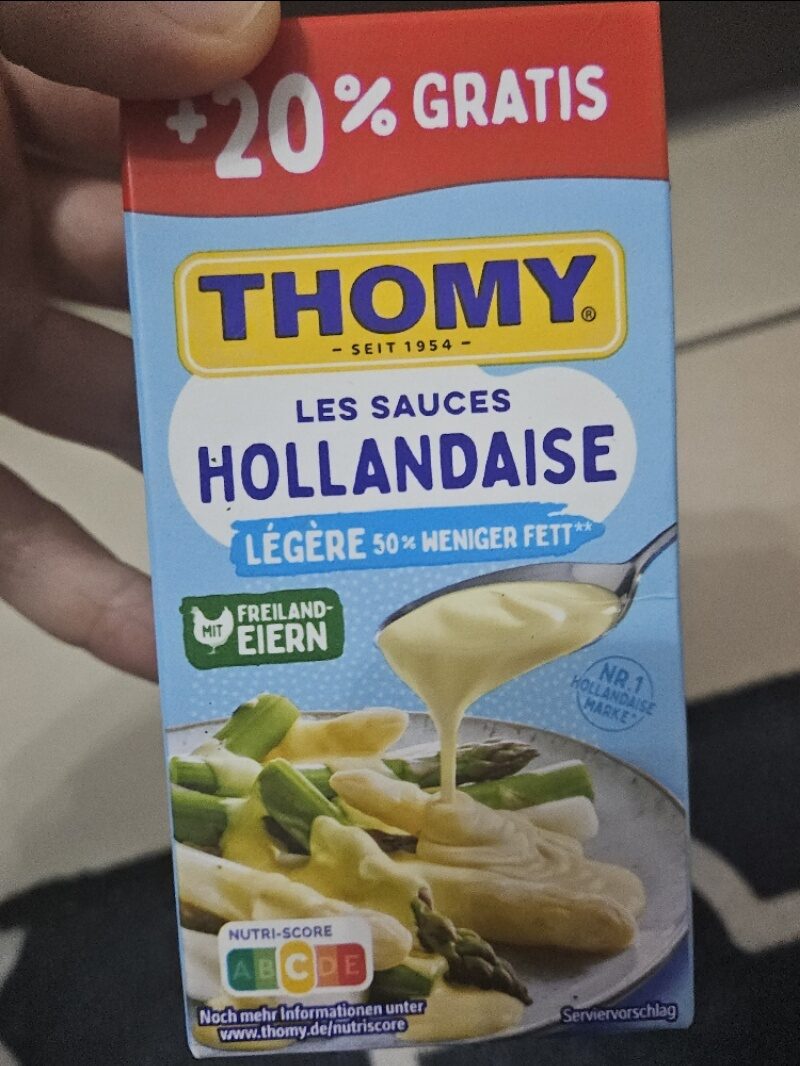 +20% GRATIS
THOMY®
- SEIT 1954 -
LES SAUCES
HOLLANDAISE
LÉGÈRE 50% WENIGER FETT**
MIT FREILAND-
EIERN
NR.1
HOLLANDAISE
MARKE*
NUTRI-SCORE
A B C D E
Noch mehr Informationen unter
www.thomy.de/nutriscore
Serviervorschlag